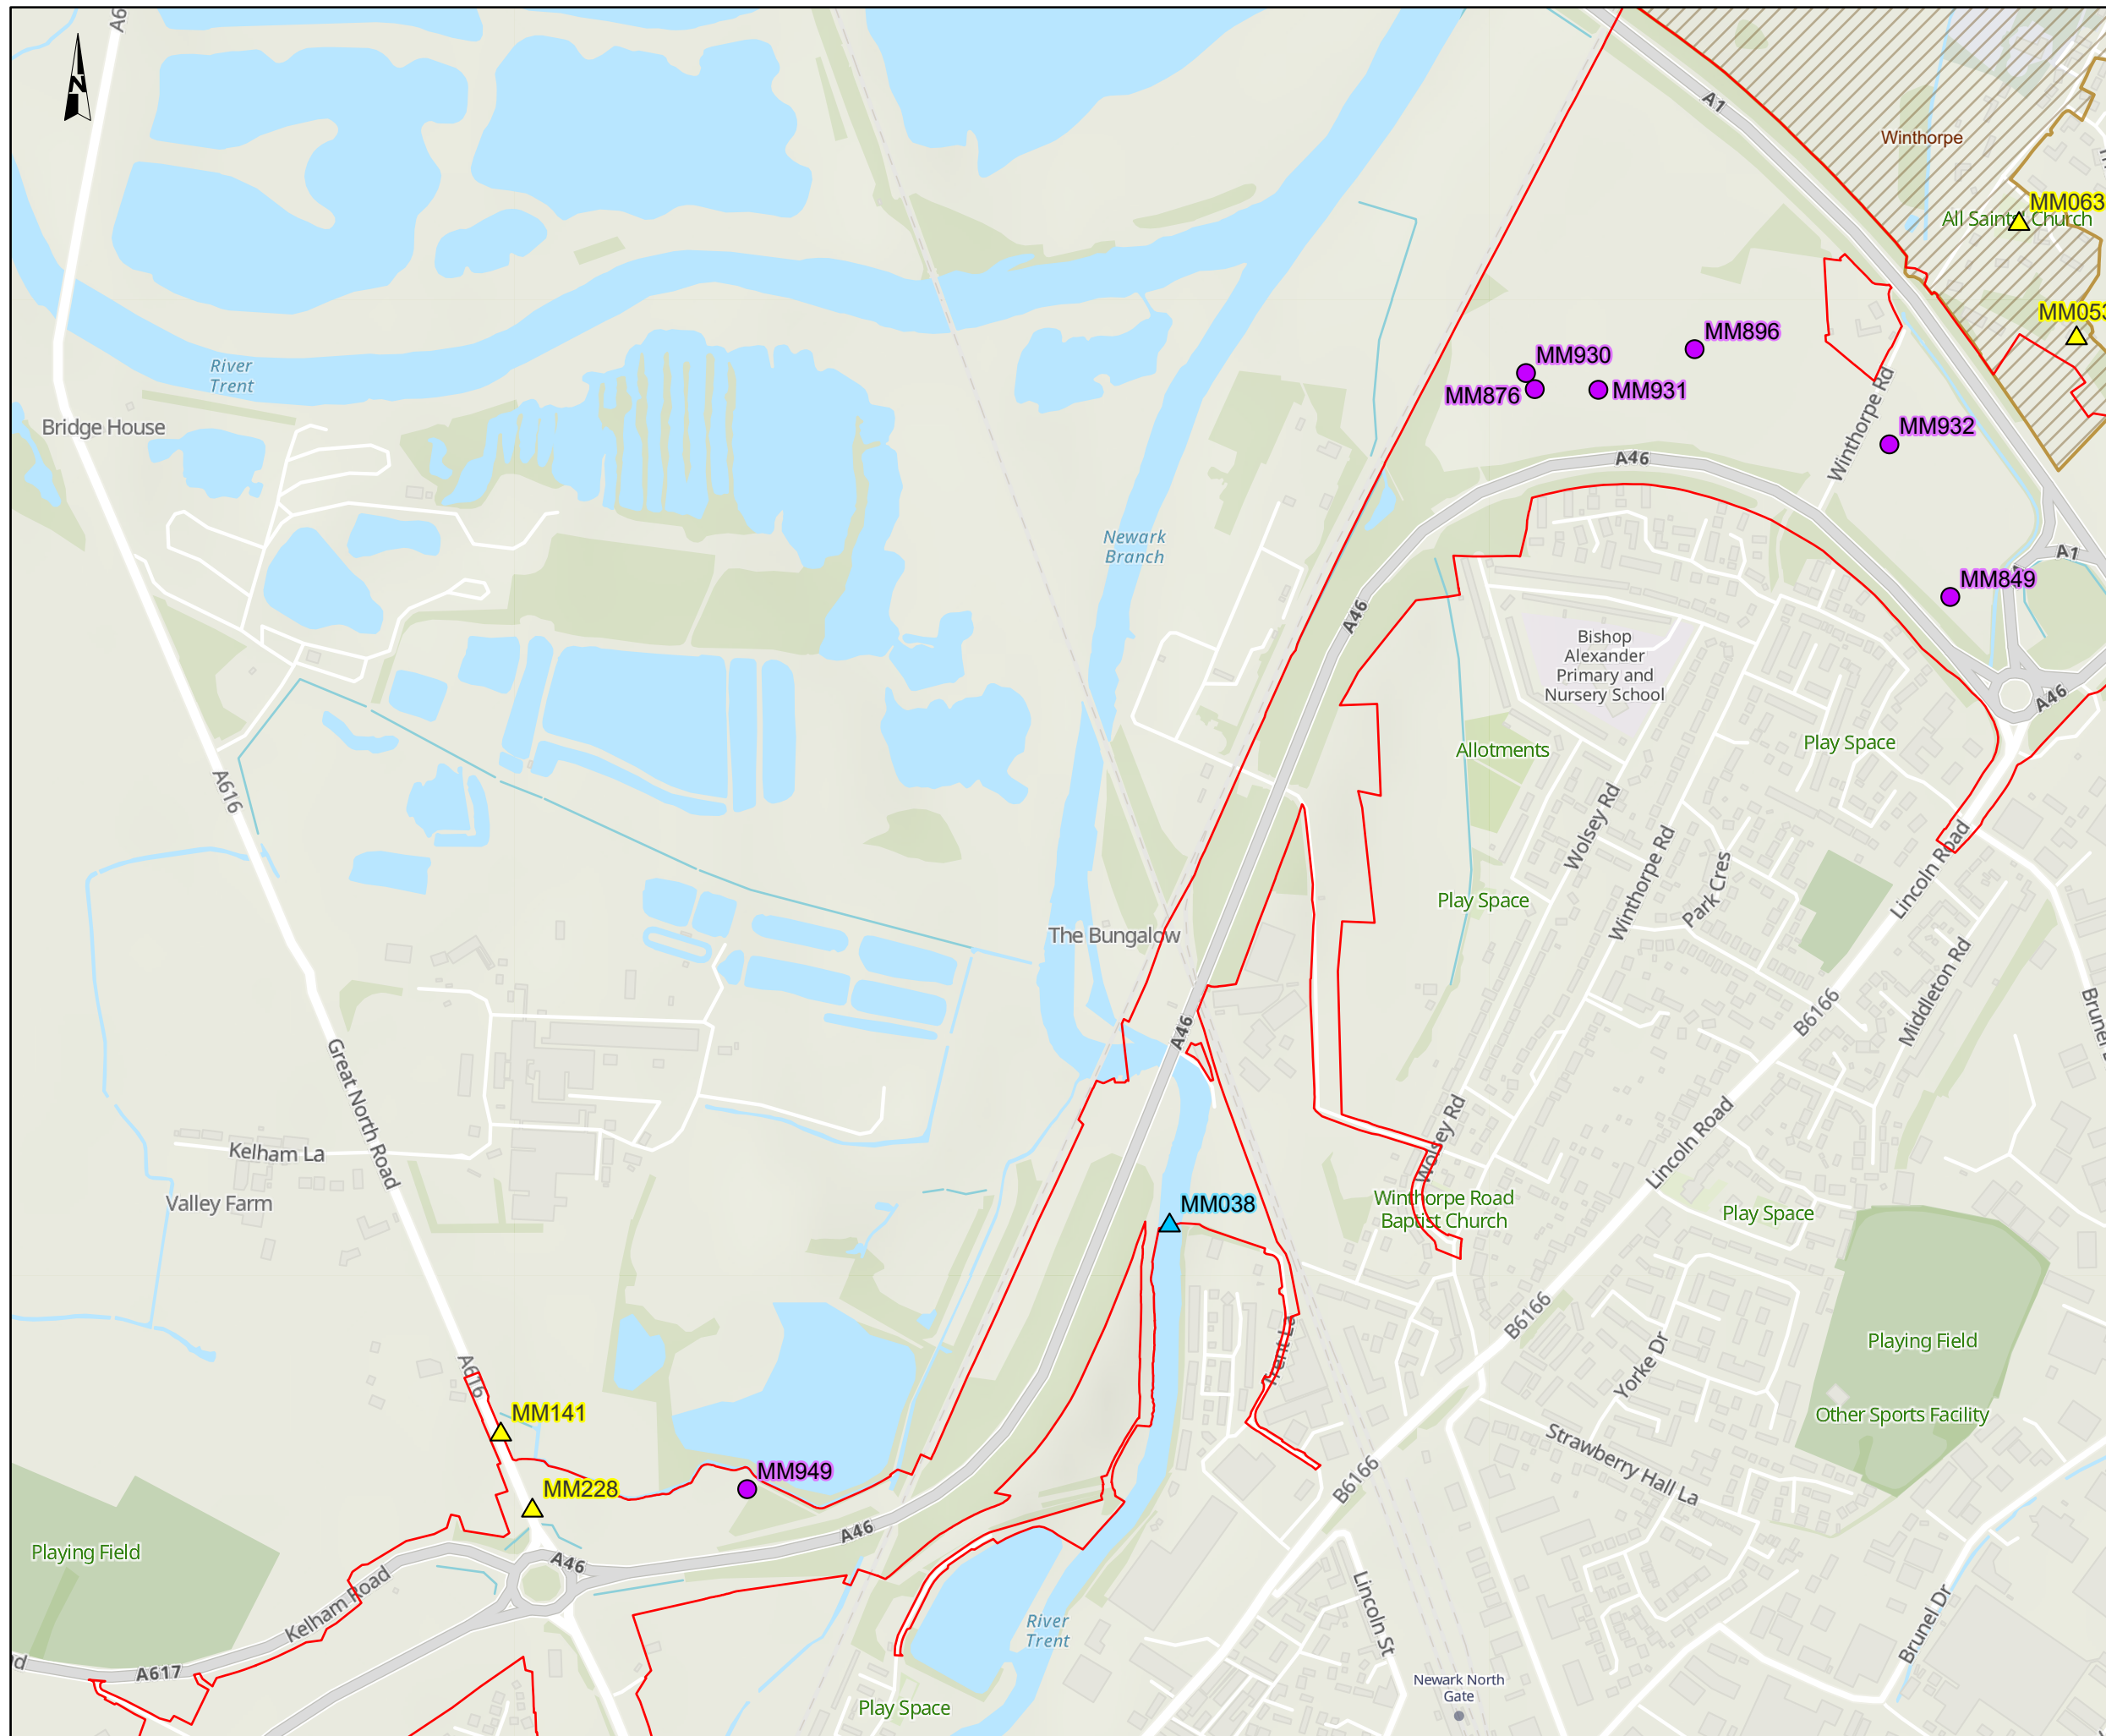 A6
N
A1
Winthorpe
MM063
All Saints' Church
MM053
MM896
MM930
MM931
MM876
River
Trent
Bridge House
MM932
Winthorpe Rd
A46
Newark
Branch
A1
MM849
A46
Bishop
Alexander
Primary and
Nursery School
A46
Allotments
Play Space
A616
Wolsey Rd
Winthorpe Rd
Park Cres
Lincoln Road
Play Space
The Bungalow
Middleton Rd
B6166
A46
Great North Road
Kelham La
Valley Farm
Lincoln Road
Wolsey Rd
MM038
Winthorpe Road
Baptist Church
Play Space
B6166
Trent La
Playing Field
Yorke Dr
A616
MM141
Other Sports Facility
Strawberry Hall La
MM949
MM228
B6166
A46
Playing Field
A46
Kelham Road
River
Trent
Lincoln St
Brunel Dr
A617
Newark North
Gate
Play Space